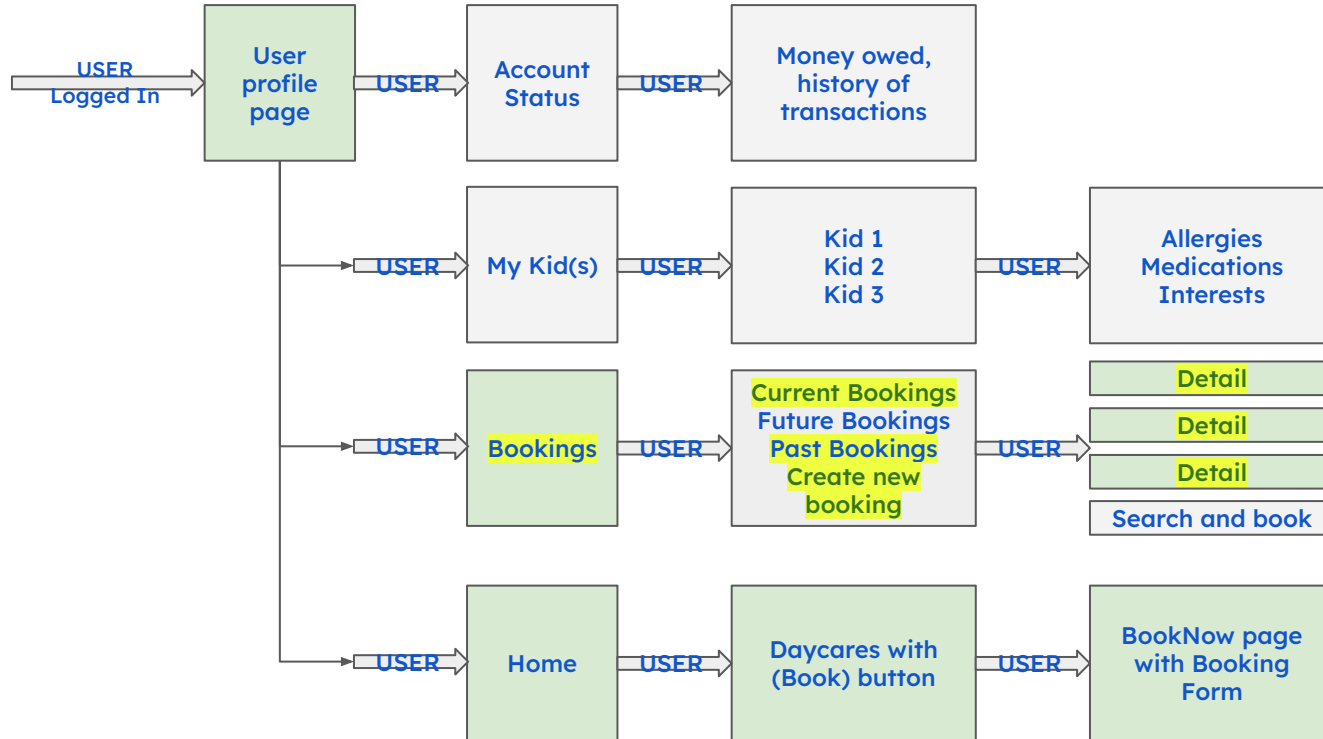 USER
Logged In
User
profile
page
USER
Account
Status
USER
Money owed,
history of
transactions
USER
My Kid(s)
USER
Kid 1
Kid 2
Kid 3
USER
Allergies
Medications
Interests
USER
Bookings
USER
Current Bookings
Future Bookings
Past Bookings
Create new
booking
USER
Detail
Detail
Detail
Search and book
USER
Home
USER
Daycares with
(Book) button
USER
BookNow page
with Booking
Form